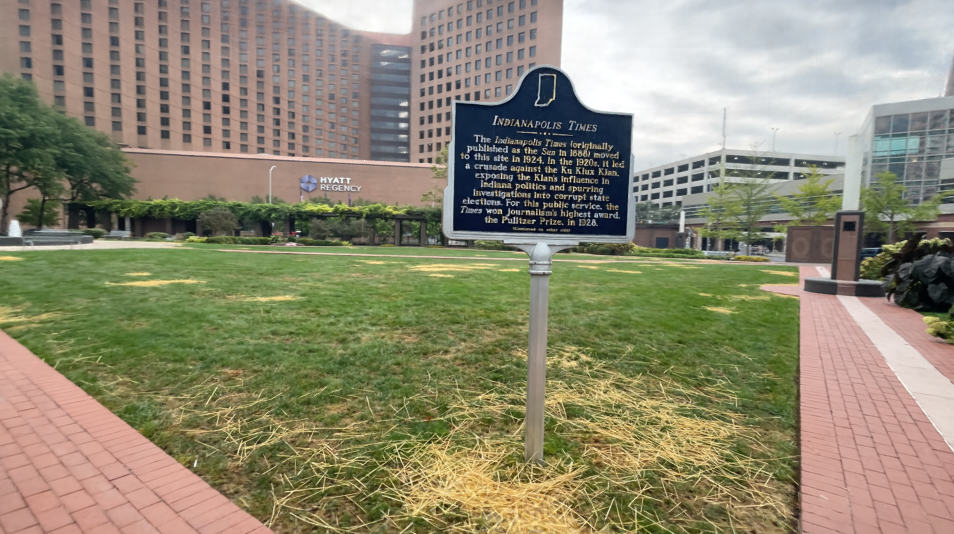 INDIANAPOLIS TIMES
The Indianapolis Times (originally
published as the Sun in 1888) moved
to this site in 1924. In the 1920s, it led
a crusade against the Ku Klux Klan,
exposing the Klan's influence in
Indiana politics and spurring
investigations into corrupt state
elections. For this public service, the
Times won journalism's highest award,
the Pulitzer Prize, in 1928.
HYATT
REGENCY